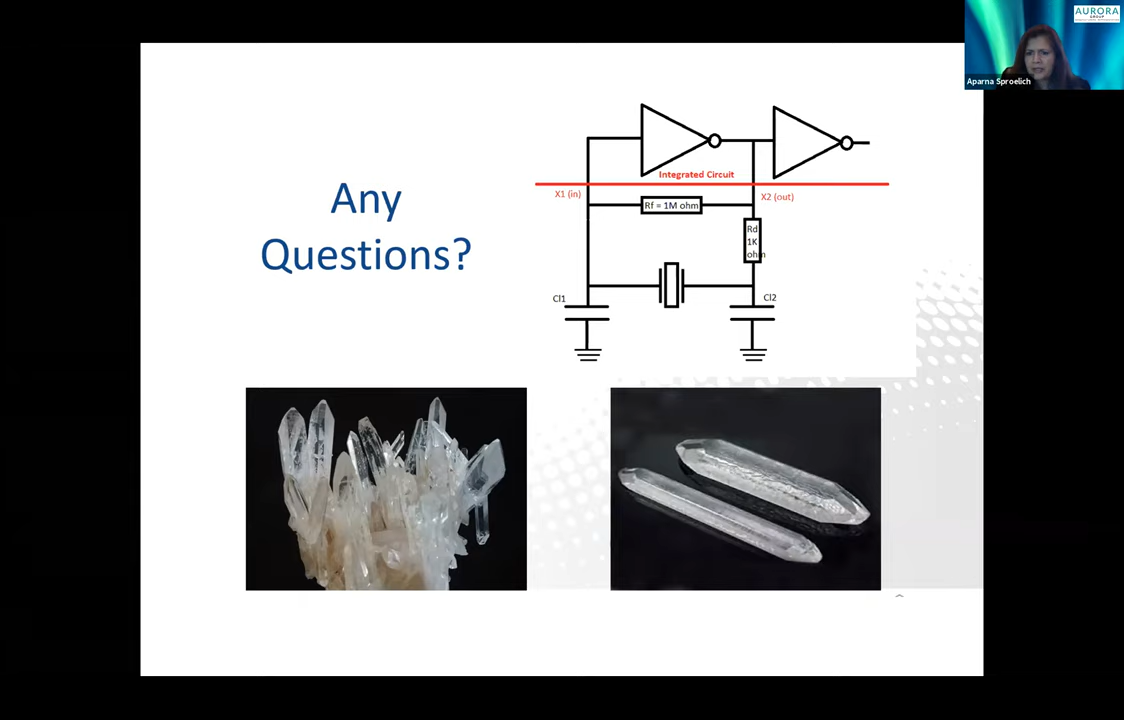 AURORA
GROUP
Aparna Sproelich
Any
Questions?
Integrated Circuit
X1 (in)
X2 (out)
Rf = 1M ohm
Rd
1K
ohm
Cl1
Cl2